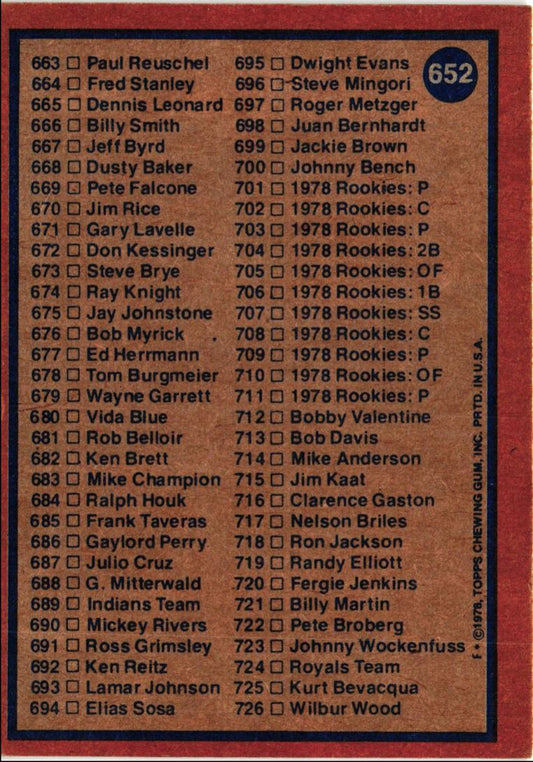 652
663 □ Paul Reuschel
664 □ Fred Stanley
665 □ Dennis Leonard
666 □ Billy Smith
667 □ Jeff Byrd
668 □ Dusty Baker
669 □ Pete Falcone
670 □ Jim Rice
671 □ Gary Lavelle
672 □ Don Kessinger
673 □ Steve Brye
674 □ Ray Knight
675 □ Jay Johnstone
676 □ Bob Myrick
677 □ Ed Herrmann
678 □ Tom Burgmeier
679 □ Wayne Garrett
680 □ Vida Blue
681 □ Rob Belloir
682 □ Ken Brett
683 □ Mike Champion
684 □ Ralph Houk
685 □ Frank Taveras
686 □ Gaylord Perry
687 □ Julio Cruz
688 □ G. Mitterwald
689 □ Indians Team
690 □ Mickey Rivers
691 □ Ross Grimsley
692 □ Ken Reitz
693 □ Lamar Johnson
694 □ Elias Sosa
695 □ Dwight Evans
696 □ Steve Mingori
697 □ Roger Metzger
698 □ Juan Bernhardt
699 □ Jackie Brown
700 □ Johnny Bench
701 □ 1978 Rookies: P
702 □ 1978 Rookies: C
703 □ 1978 Rookies: P
704 □ 1978 Rookies: 2B
705 □ 1978 Rookies: OF
706 □ 1978 Rookies: 1B
707 □ 1978 Rookies: SS
708 □ 1978 Rookies: C
709 □ 1978 Rookies: P
710 □ 1978 Rookies: OF
711 □ 1978 Rookies: P
712 □ Bobby Valentine
713 □ Bob Davis
714 □ Mike Anderson
715 □ Jim Kaat
716 □ Clarence Gaston
717 □ Nelson Briles
718 □ Ron Jackson
719 □ Randy Elliott
720 □ Fergie Jenkins
721 □ Billy Martin
722 □ Pete Broberg
723 □ Johnny Wockenfuss
724 □ Royals Team
725 □ Kurt Bevacqua
726 □ Wilbur Wood
F • ©1978, TOPPS CHEWING GUM, INC. PRTD. IN U.S.A.